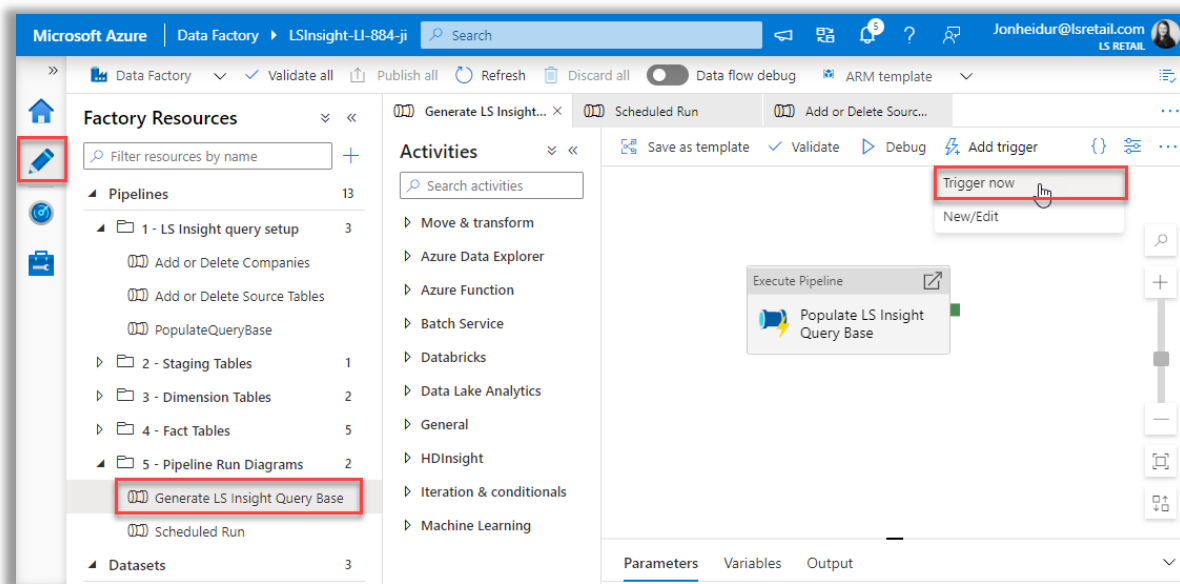 Microsoft Azure Data Factory LSInsight-LI-884-ji Search 5 ? Jonheidur@lsretail.com
LS RETAIL
Data Factory Validate all Publish all Refresh Discard all Data flow debug ARM template
Factory Resources
Filter resources by name
Pipelines 13
1 - LS Insight query setup 3
Add or Delete Companies
Add or Delete Source Tables
PopulateQueryBase
2 - Staging Tables 1
3 - Dimension Tables 2
4 - Fact Tables 5
5 - Pipeline Run Diagrams 2
Generate LS Insight Query Base
Scheduled Run
Datasets 3
Generate LS Insight... Scheduled Run Add or Delete Sourc...
Activities
Search activities
Move & transform
Azure Data Explorer
Azure Function
Batch Service
Databricks
Data Lake Analytics
General
HDInsight
Iteration & conditionals
Machine Learning
Save as template Validate Debug Add trigger {}
Trigger now
New/Edit
Execute Pipeline
Populate LS Insight
Query Base
Parameters Variables Output